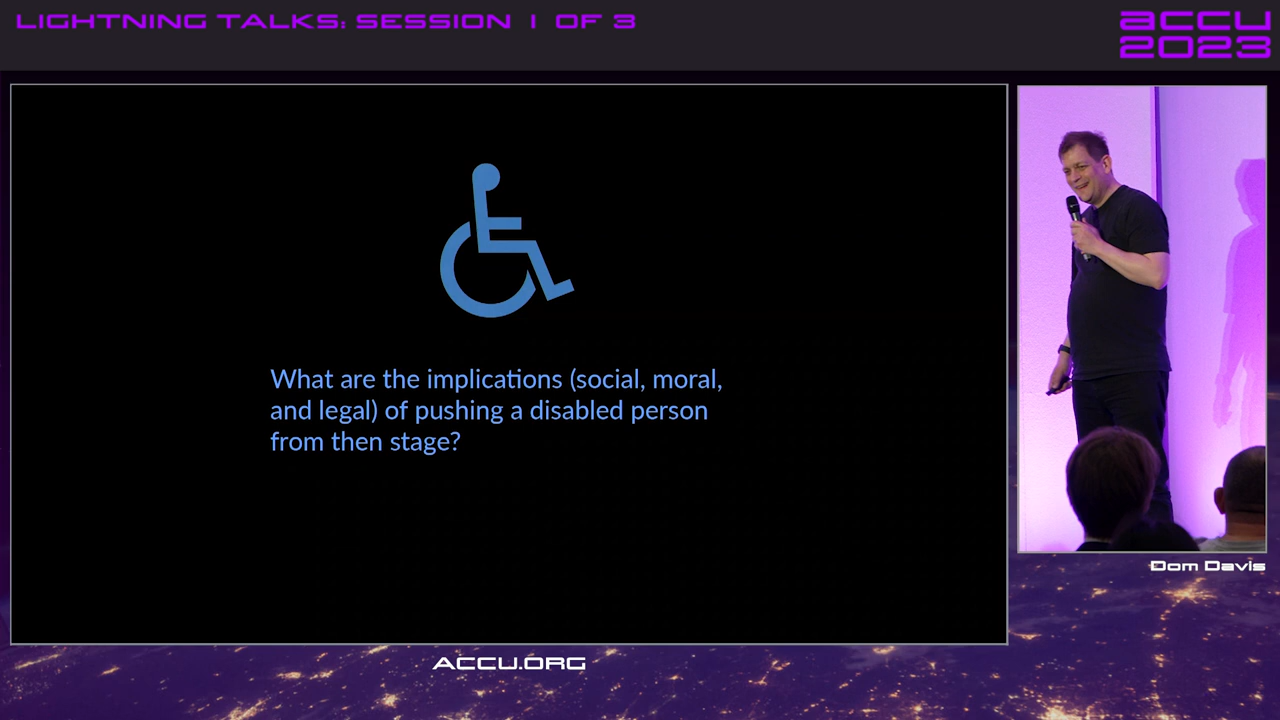 LIGHTNING TALKS: SESSION 1 OF 3
accu
2023
What are the implications (social, moral,
and legal) of pushing a disabled person
from then stage?
Dom Davis
ACCU.ORG